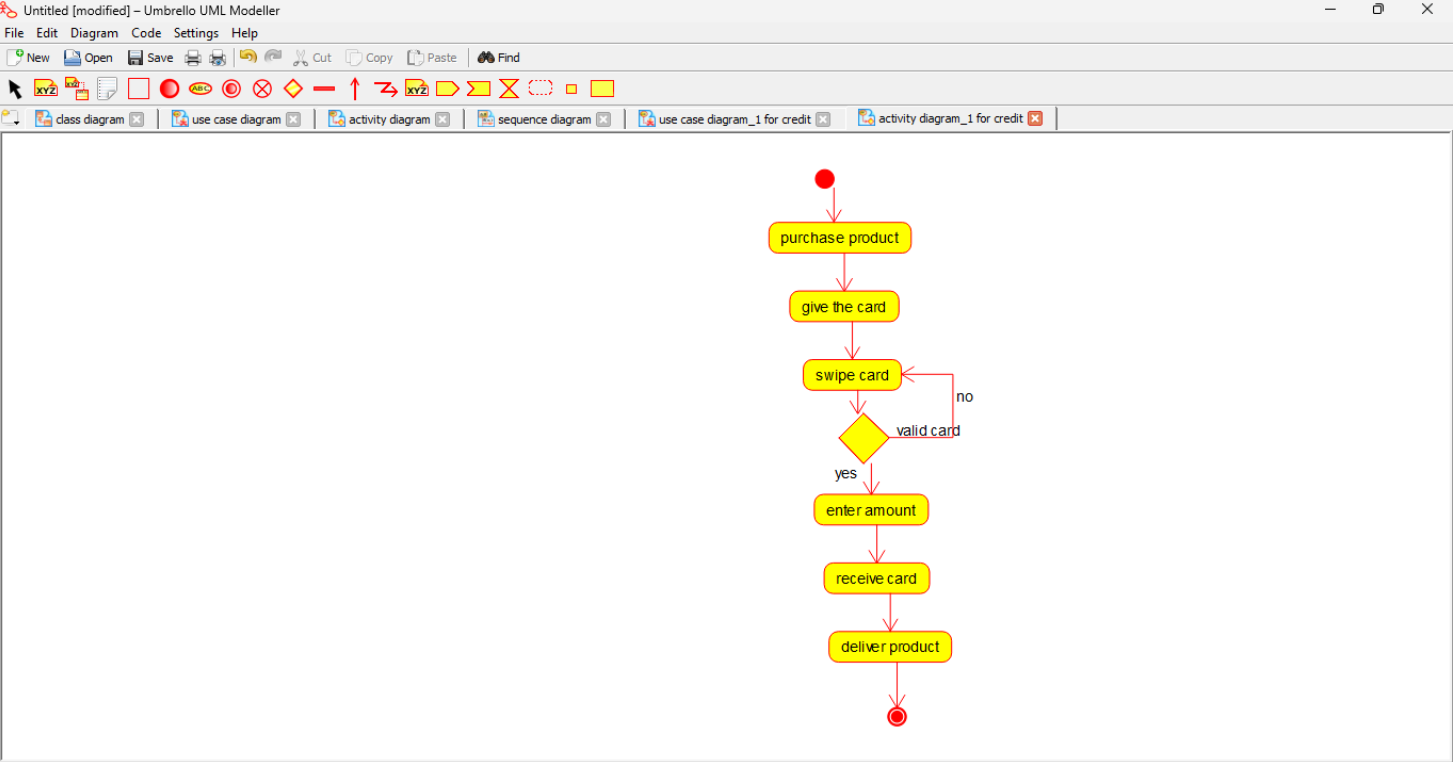 Untitled [modified] – Umbrello UML Modeller
File Edit Diagram Code Settings Help
New Open Save Cut Copy Paste Find
XYZ XYZ ABC XYZ
class diagram use case diagram activity diagram sequence diagram use case diagram_1 for credit activity diagram_1 for credit
purchase product
give the card
swipe card
no
valid card
yes
enter amount
receive card
deliver product